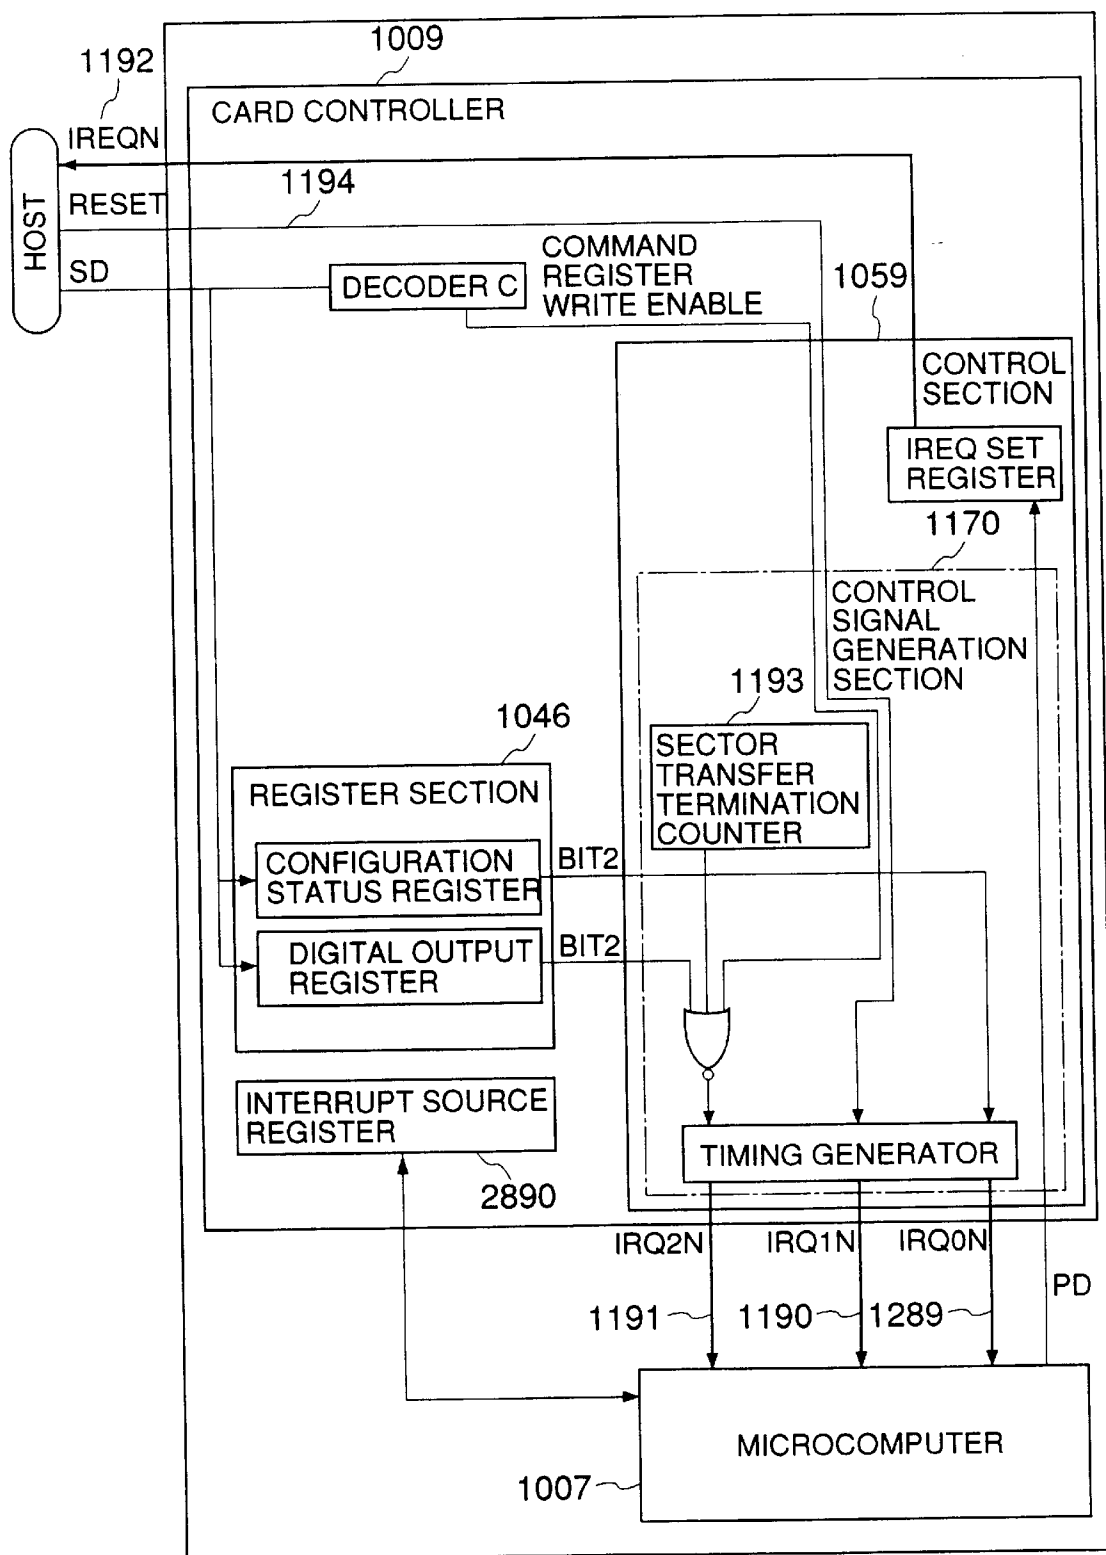 1009
1192
CARD CONTROLLER
IREQN
HOST
1194
RESET
SD
DECODER C
COMMAND
REGISTER
WRITE ENABLE
1059
CONTROL
SECTION
IREQ SET
REGISTER
1170
CONTROL
SIGNAL
GENERATION
SECTION
1193
1046
SECTOR
TRANSFER
TERMINATION
COUNTER
REGISTER SECTION
CONFIGURATION
STATUS REGISTER
BIT2
DIGITAL OUTPUT
REGISTER
BIT2
INTERRUPT SOURCE
REGISTER
2890
TIMING GENERATOR
IRQ2N
IRQ1N
IRQ0N
PD
1191
1190
1289
MICROCOMPUTER
1007